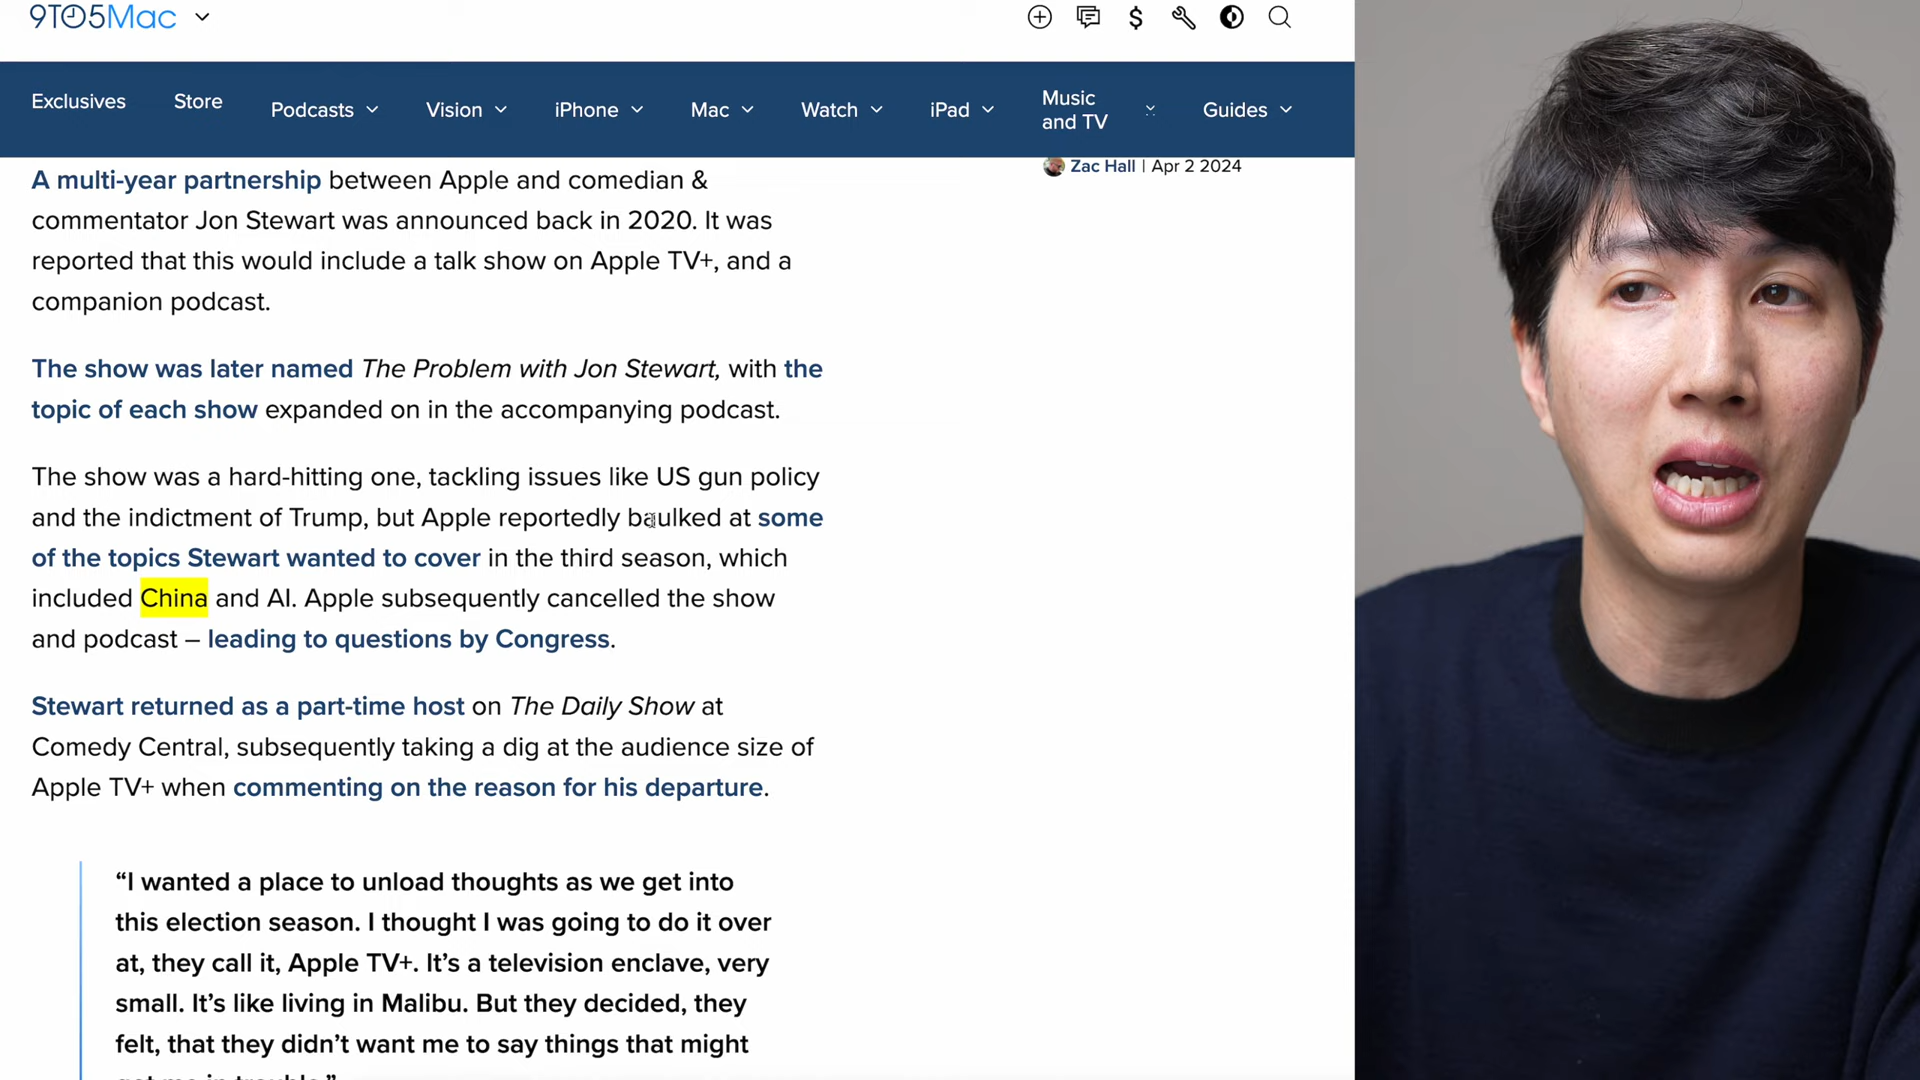 9TO5Mac
Exclusives Store Podcasts Vision iPhone Mac Watch iPad Music and TV Guides
Zac Hall | Apr 2 2024
A multi-year partnership between Apple and comedian &
commentator Jon Stewart was announced back in 2020. It was
reported that this would include a talk show on Apple TV+, and a
companion podcast.
The show was later named The Problem with Jon Stewart, with the
topic of each show expanded on in the accompanying podcast.
The show was a hard-hitting one, tackling issues like US gun policy
and the indictment of Trump, but Apple reportedly baulked at some
of the topics Stewart wanted to cover in the third season, which
included China and AI. Apple subsequently cancelled the show
and podcast – leading to questions by Congress.
Stewart returned as a part-time host on The Daily Show at
Comedy Central, subsequently taking a dig at the audience size of
Apple TV+ when commenting on the reason for his departure.
“I wanted a place to unload thoughts as we get into
this election season. I thought I was going to do it over
at, they call it, Apple TV+. It’s a television enclave, very
small. It’s like living in Malibu. But they decided, they
felt, that they didn’t want me to say things that might
get me in trouble.”